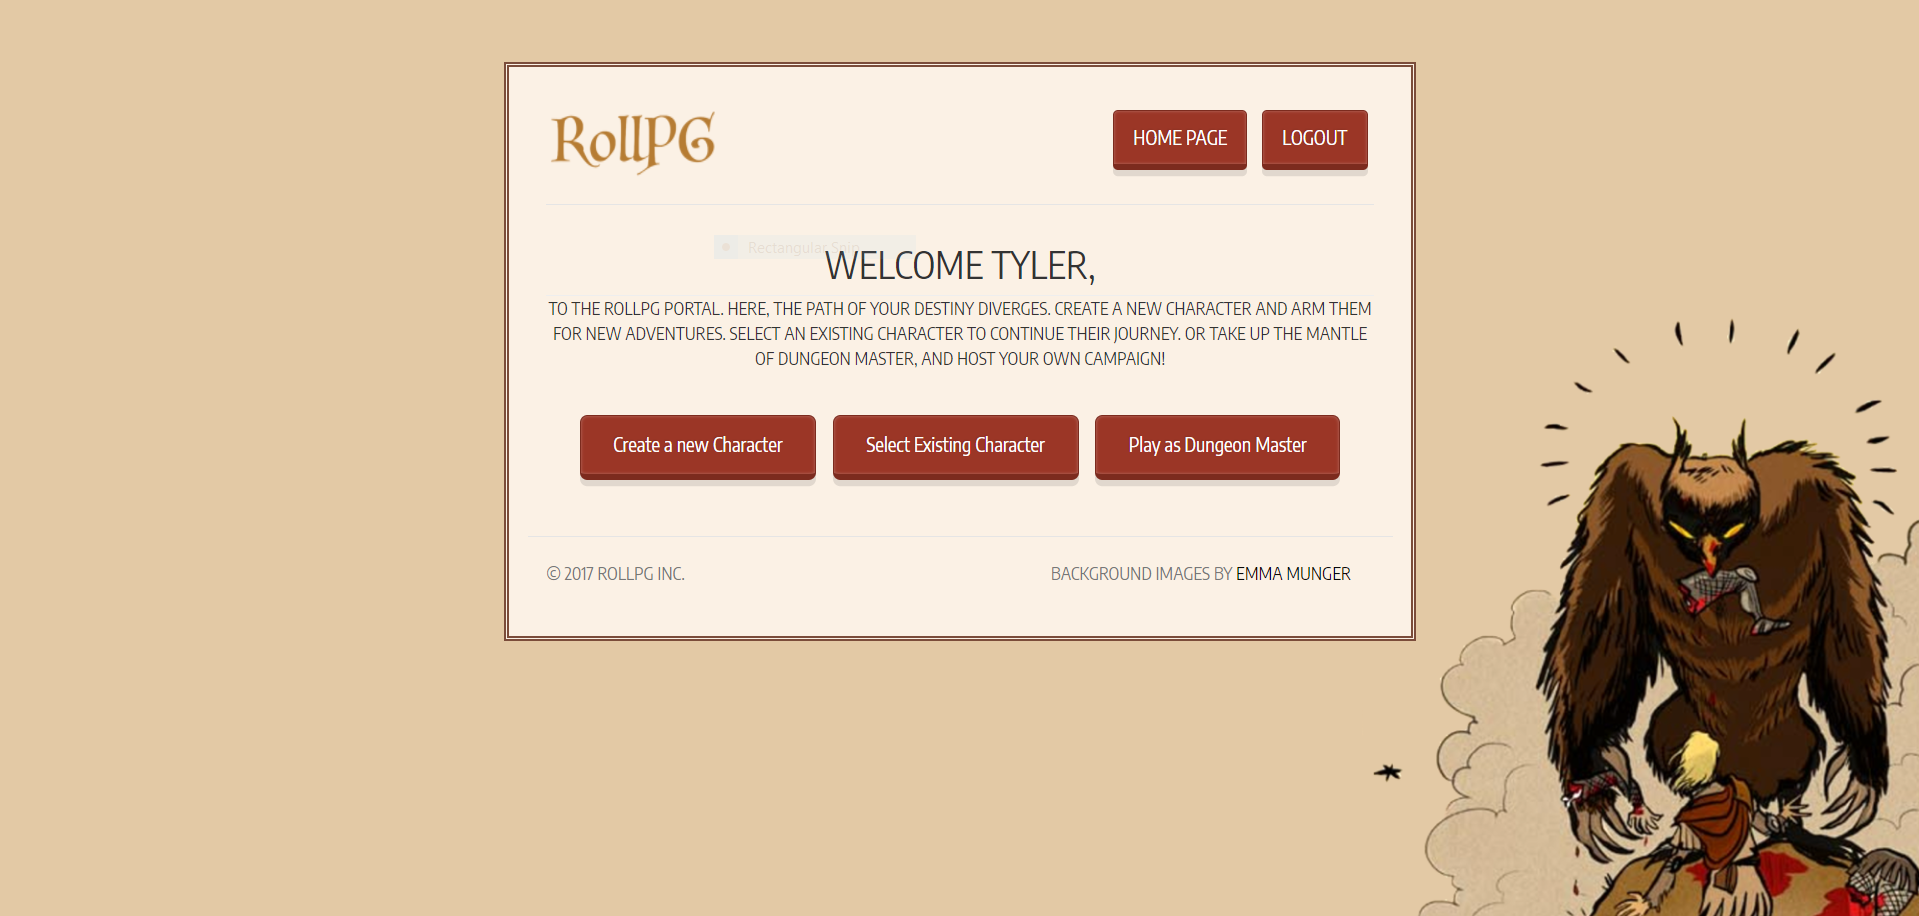 RollPG
HOME PAGE
LOGOUT
Rectangular Snip
WELCOME TYLER,
TO THE ROLLPG PORTAL. HERE, THE PATH OF YOUR DESTINY DIVERGES. CREATE A NEW CHARACTER AND ARM THEM
FOR NEW ADVENTURES. SELECT AN EXISTING CHARACTER TO CONTINUE THEIR JOURNEY. OR TAKE UP THE MANTLE
OF DUNGEON MASTER, AND HOST YOUR OWN CAMPAIGN!
Create a new Character
Select Existing Character
Play as Dungeon Master
© 2017 ROLLPG INC.
BACKGROUND IMAGES BY EMMA MUNGER